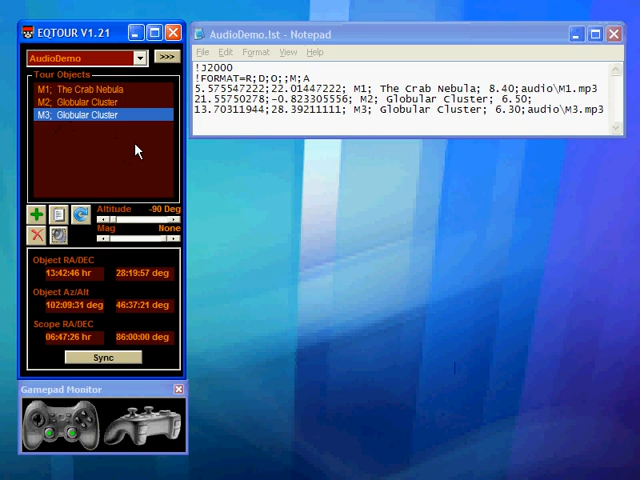 EQTOUR V1.21
AudioDemo
>>>
Tour Objects
M1; The Crab Nebula
M2; Globular Cluster
M3; Globular Cluster
Altitude -90 Deg
Mag None
Object RA/DEC
13:42:46 hr 28:19:57 deg
Object Az/Alt
102:09:31 deg 46:37:21 deg
Scope RA/DEC
06:47:26 hr 86:00:00 deg
Sync
Gamepad Monitor
AudioDemo.lst - Notepad
File Edit Format View Help
!J2000
!FORMAT=R;D;O;;M;A
5.575547222;22.01447222; M1; The Crab Nebula; 8.40;audio\M1.mp3
21.55750278;-0.823305556; M2; Globular Cluster; 6.50;
13.70311944;28.39211111; M3; Globular Cluster; 6.30;audio\M3.mp3